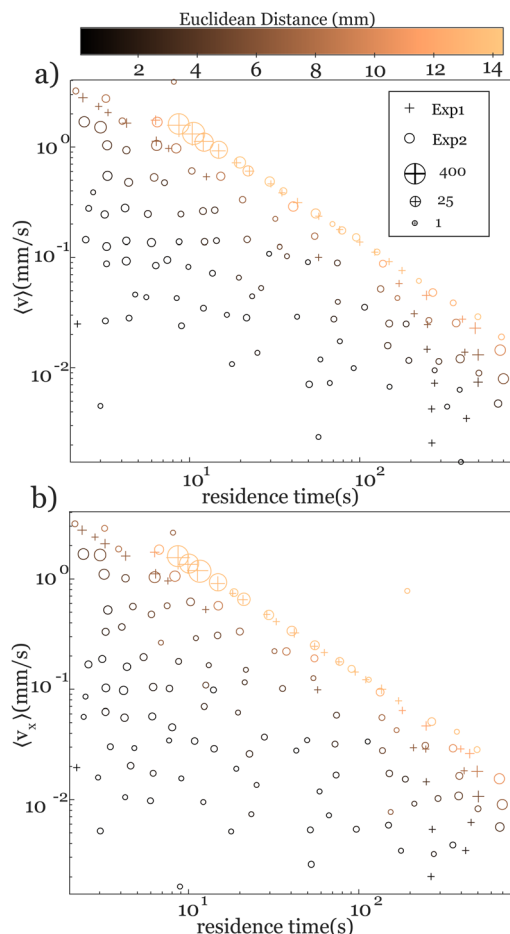 Euclidean Distance (mm)
2 4 6 8 10 12 14
a)
+ Exp1
○ Exp2
400
25
1
10⁰
10⁻¹
10⁻²
⟨v⟩(mm/s)
10¹ 10²
residence time(s)
b)
10⁰
10⁻¹
10⁻²
⟨vₓ⟩(mm/s)
10¹ 10²
residence time(s)